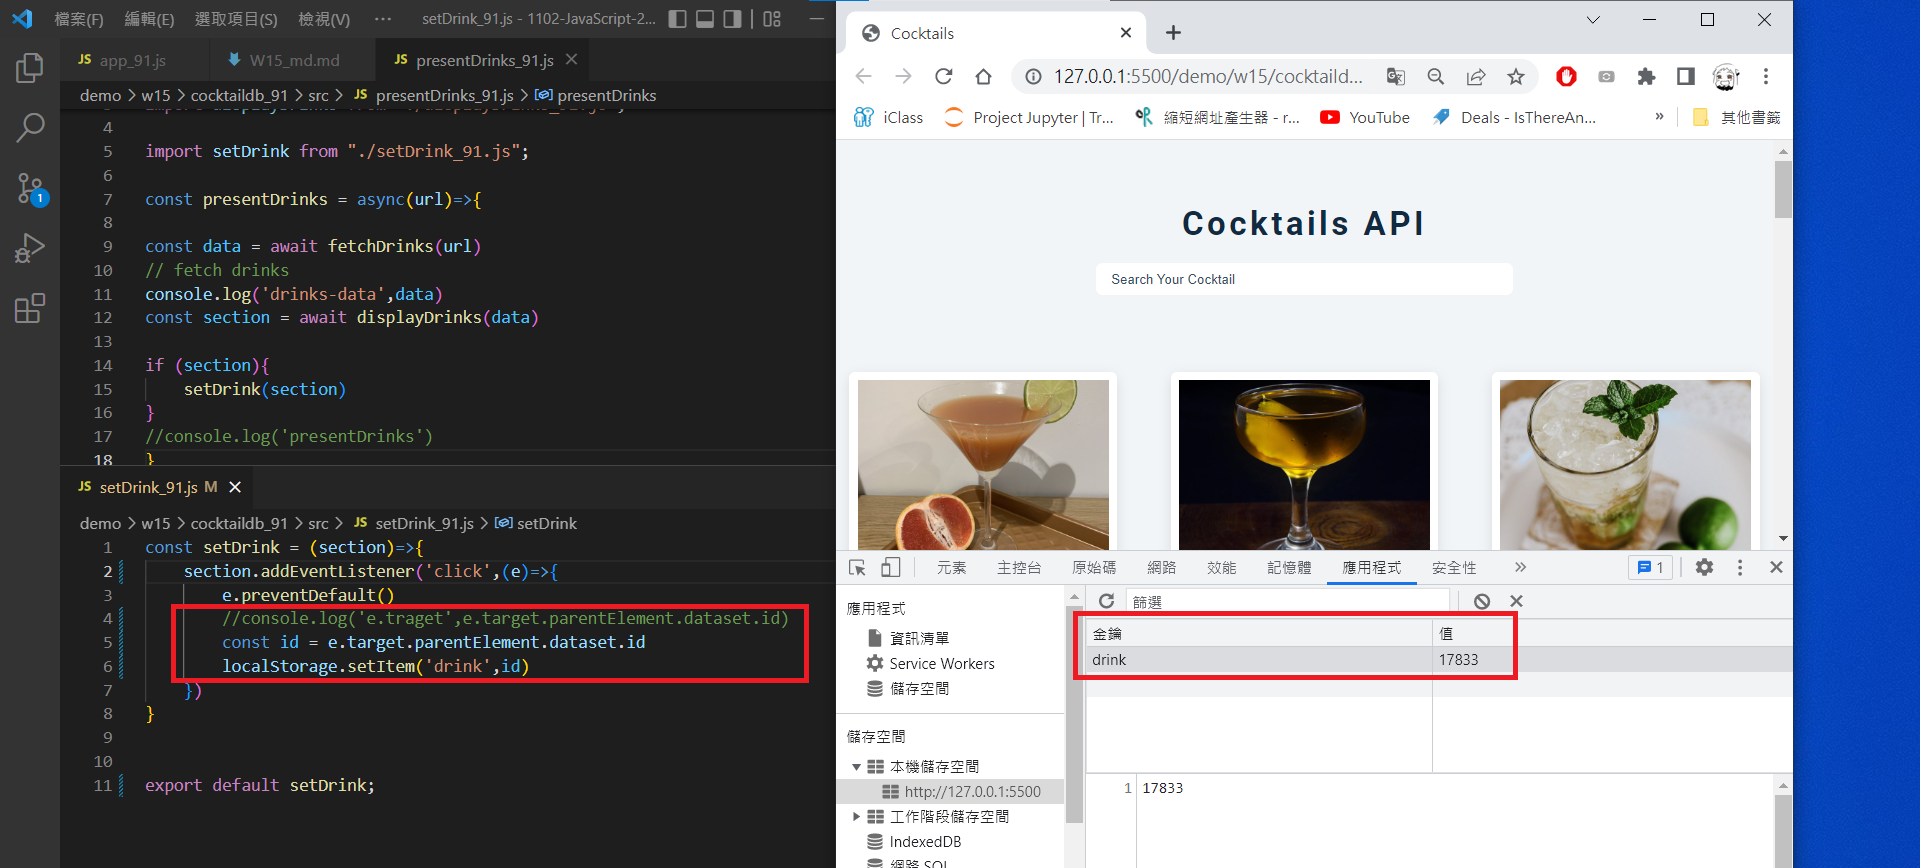 檔案(F) 編輯(E) 選取項目(S) 檢視(V) ··· setDrink_91.js - 1102-JavaScript-2...
JS app_91.js W15_md.md JS presentDrinks_91.js
demo > w15 > cocktaildb_91 > src > JS presentDrinks_91.js > presentDrinks
4
5 import setDrink from "./setDrink_91.js";
6
7 const presentDrinks = async(url)=>{
8
9 const data = await fetchDrinks(url)
10 // fetch drinks
11 console.log('drinks-data',data)
12 const section = await displayDrinks(data)
13
14 if (section){
15 setDrink(section)
16 }
17 //console.log('presentDrinks')
18 }
JS setDrink_91.js M
demo > w15 > cocktaildb_91 > src > JS setDrink_91.js > setDrink
1 const setDrink = (section)=>{
2 section.addEventListener('click',(e)=>{
3 e.preventDefault()
4 //console.log('e.traget',e.target.parentElement.dataset.id)
5 const id = e.target.parentElement.dataset.id
6 localStorage.setItem('drink',id)
7 })
8 }
9
10
11 export default setDrink;
1
Cocktails
127.0.0.1:5500/demo/w15/cocktaild...
iClass Project Jupyter | Tr... 縮短網址產生器 - r... YouTube Deals - IsThereAn... » 其他書籤
Cocktails API
Search Your Cocktail
元素 主控台 原始碼 網路 效能 記憶體 應用程式 安全性 » 1
應用程式
資訊清單
Service Workers
儲存空間
儲存空間
本機儲存空間
http://127.0.0.1:5500
工作階段儲存空間
IndexedDB
網路 SQL
篩選
金鑰 值
drink 17833
1 17833